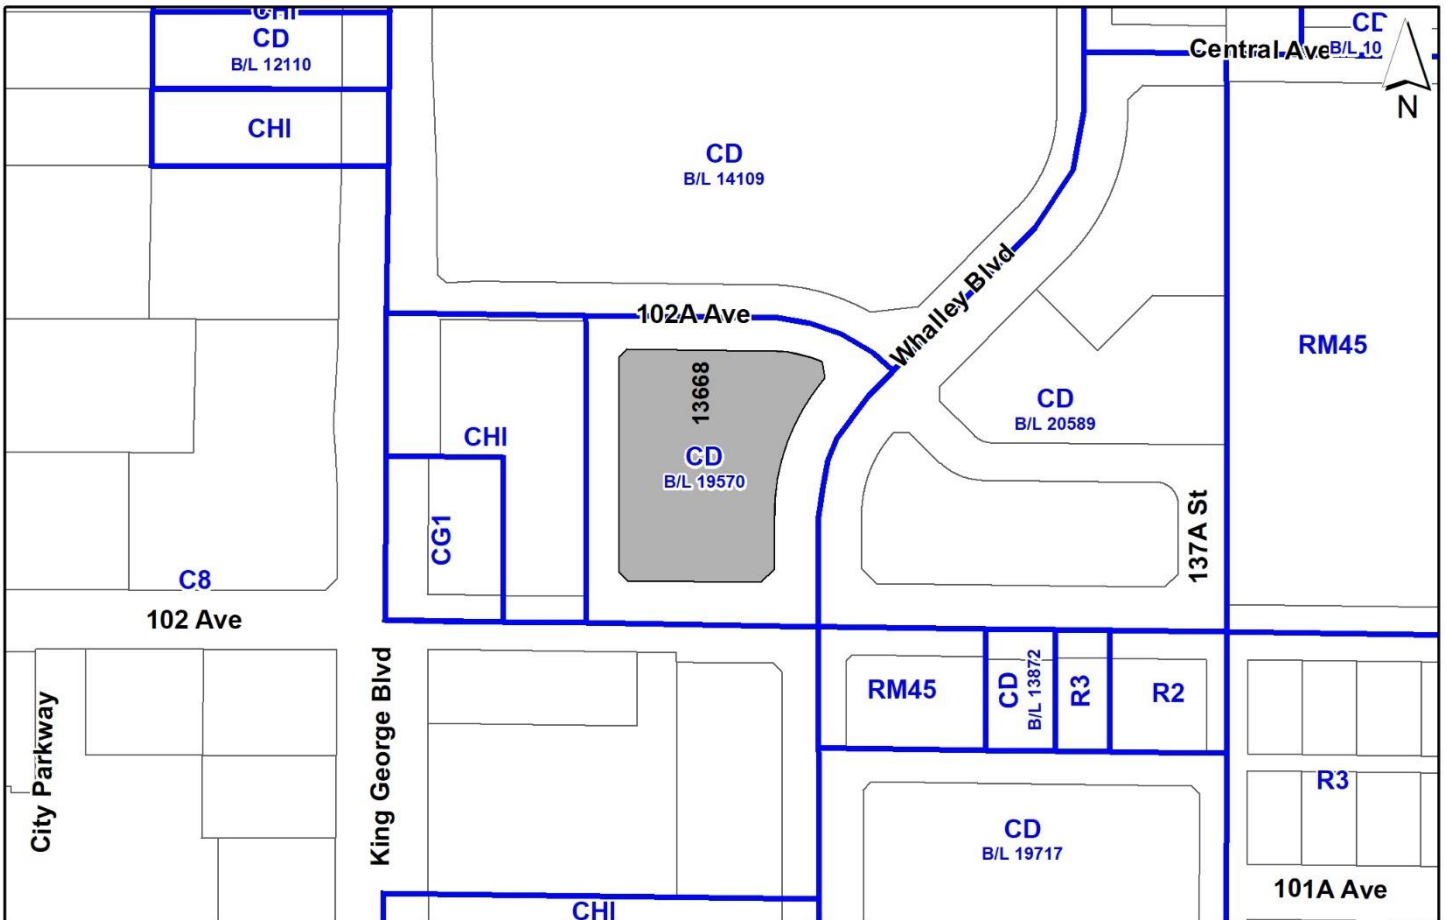 CHI
CD
B/L 12110
CD
Central Ave
B/L 10
N
CHI
CD
B/L 14109
102A Ave
Whalley Blvd
RM45
13668
CD
B/L 20589
CHI
CD
B/L 19570
CG1
137A St
C8
102 Ave
RM45
CD
B/L 13872
R3
R2
City Parkway
King George Blvd
R3
CD
B/L 19717
101A Ave
CHI